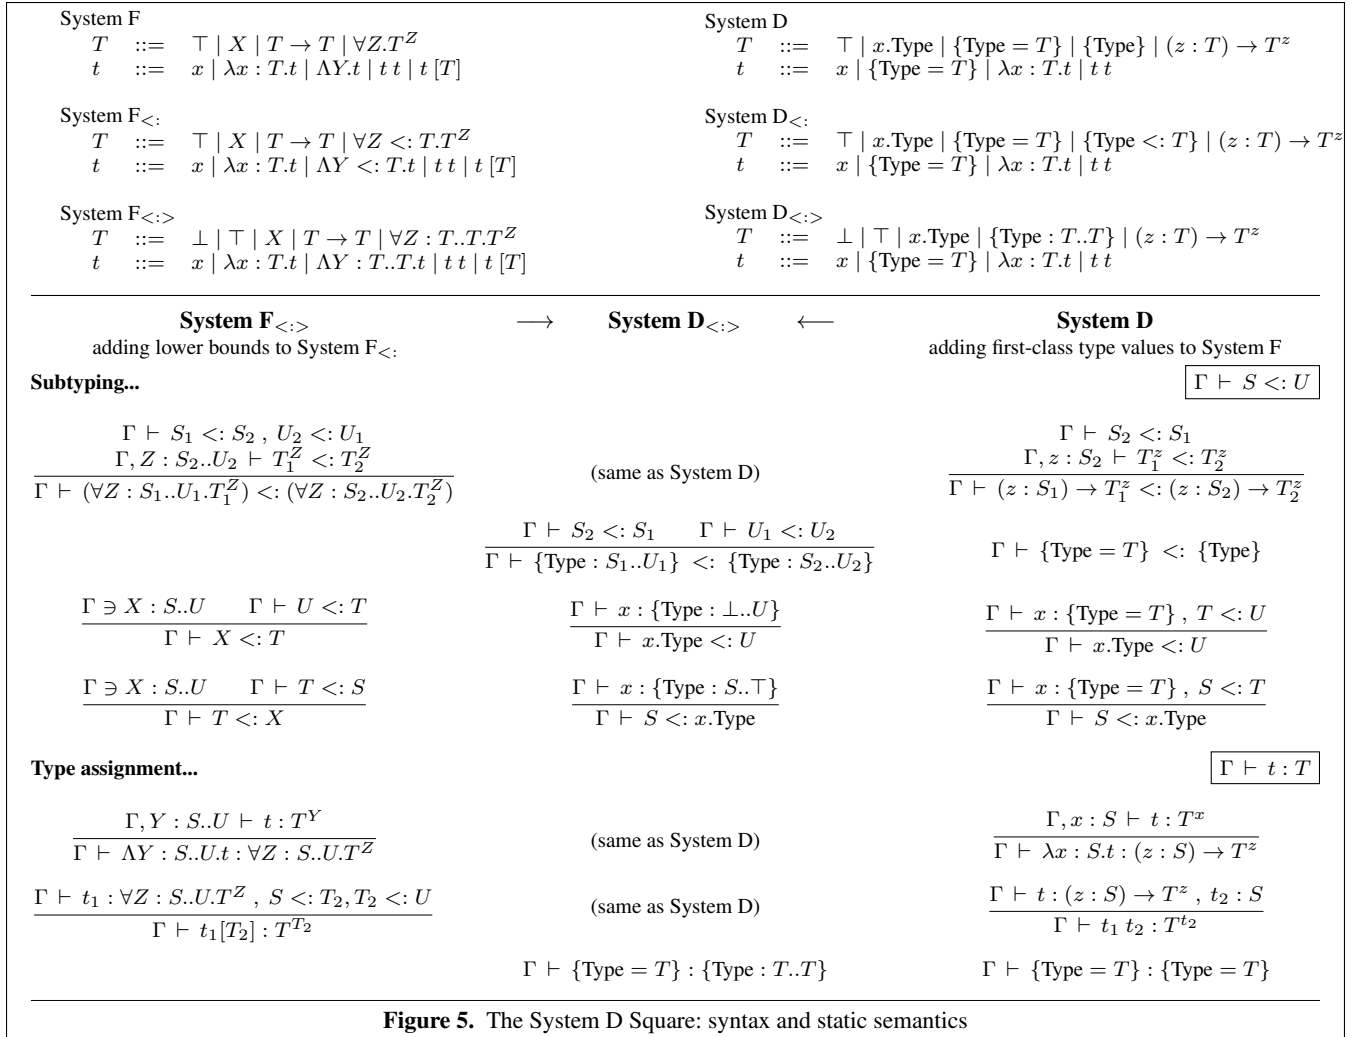 System F
T ::= ⊤ | X | T → T | ∀Z.T^Z
t ::= x | λx : T.t | ΛY.t | t t | t [T]
System D
T ::= ⊤ | x.Type | {Type = T} | {Type} | (z : T) → T^z
t ::= x | {Type = T} | λx : T.t | t t
System F<:
T ::= ⊤ | X | T → T | ∀Z <: T.T^Z
t ::= x | λx : T.t | ΛY <: T.t | t t | t [T]
System D<:
T ::= ⊤ | x.Type | {Type = T} | {Type <: T} | (z : T) → T^z
t ::= x | {Type = T} | λx : T.t | t t
System F<:>
T ::= ⊥ | ⊤ | X | T → T | ∀Z : T..T.T^Z
t ::= x | λx : T.t | ΛY : T..T.t | t t | t [T]
System D<:>
T ::= ⊥ | ⊤ | x.Type | {Type : T..T} | (z : T) → T^z
t ::= x | {Type = T} | λx : T.t | t t
System F<:> ⟶ System D<:> ⟵ System D
adding lower bounds to System F<: adding first-class type values to System F
Subtyping... Γ ⊢ S <: U
Γ ⊢ S₁ <: S₂ , U₂ <: U₁
Γ, Z : S₂..U₂ ⊢ T₁^Z <: T₂^Z
Γ ⊢ (∀Z : S₁..U₁.T₁^Z) <: (∀Z : S₂..U₂.T₂^Z)
(same as System D)
Γ ⊢ S₂ <: S₁
Γ, z : S₂ ⊢ T₁^z <: T₂^z
Γ ⊢ (z : S₁) → T₁^z <: (z : S₂) → T₂^z
Γ ⊢ S₂ <: S₁ Γ ⊢ U₁ <: U₂
Γ ⊢ {Type : S₁..U₁} <: {Type : S₂..U₂}
Γ ⊢ {Type = T} <: {Type}
Γ ∋ X : S..U Γ ⊢ U <: T
Γ ⊢ X <: T
Γ ⊢ x : {Type : ⊥..U}
Γ ⊢ x.Type <: U
Γ ⊢ x : {Type = T} , T <: U
Γ ⊢ x.Type <: U
Γ ∋ X : S..U Γ ⊢ T <: S
Γ ⊢ T <: X
Γ ⊢ x : {Type : S..⊤}
Γ ⊢ S <: x.Type
Γ ⊢ x : {Type = T} , S <: T
Γ ⊢ S <: x.Type
Type assignment... Γ ⊢ t : T
Γ, Y : S..U ⊢ t : T^Y
Γ ⊢ ΛY : S..U.t : ∀Z : S..U.T^Z
(same as System D)
Γ, x : S ⊢ t : T^x
Γ ⊢ λx : S.t : (z : S) → T^z
Γ ⊢ t₁ : ∀Z : S..U.T^Z , S <: T₂, T₂ <: U
Γ ⊢ t₁[T₂] : T^T₂
(same as System D)
Γ ⊢ t : (z : S) → T^z , t₂ : S
Γ ⊢ t₁ t₂ : T^t₂
Γ ⊢ {Type = T} : {Type : T..T}
Γ ⊢ {Type = T} : {Type = T}
Figure 5. The System D Square: syntax and static semantics